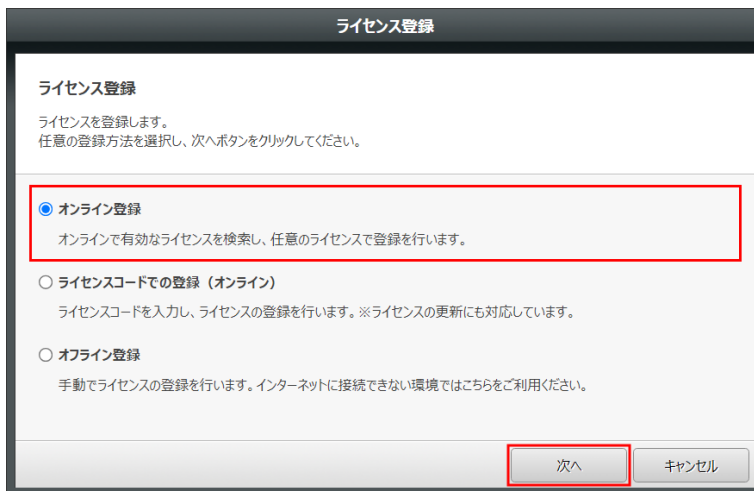 ライセンス登録
ライセンス登録
ライセンスを登録します。
任意の登録方法を選択し、次へボタンをクリックしてください。
オンライン登録
オンラインで有効なライセンスを検索し、任意のライセンスで登録を行います。
ライセンスコードでの登録（オンライン）
ライセンスコードを入力し、ライセンスの登録を行います。※ライセンスの更新にも対応しています。
オフライン登録
手動でライセンスの登録を行います。インターネットに接続できない環境ではこちらをご利用ください。
次へ
キャンセル